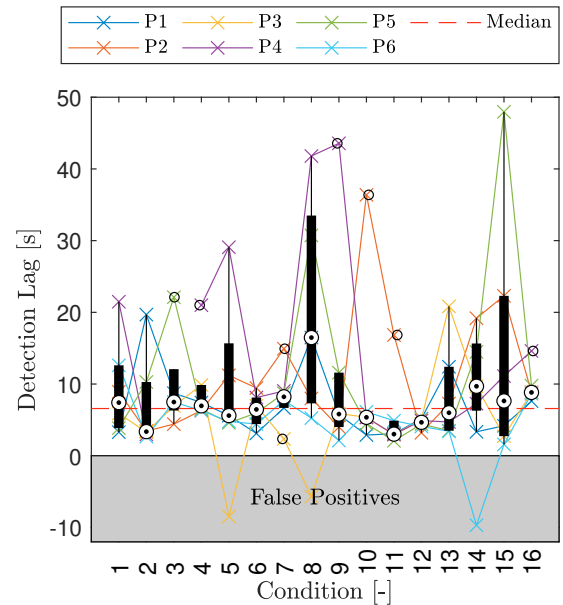 P1 P3 P5 Median
P2 P4 P6
50
40
30
20
10
0
-10
Detection Lag [s]
False Positives
1 2 3 4 5 6 7 8 9 10 11 12 13 14 15 16
Condition [-]